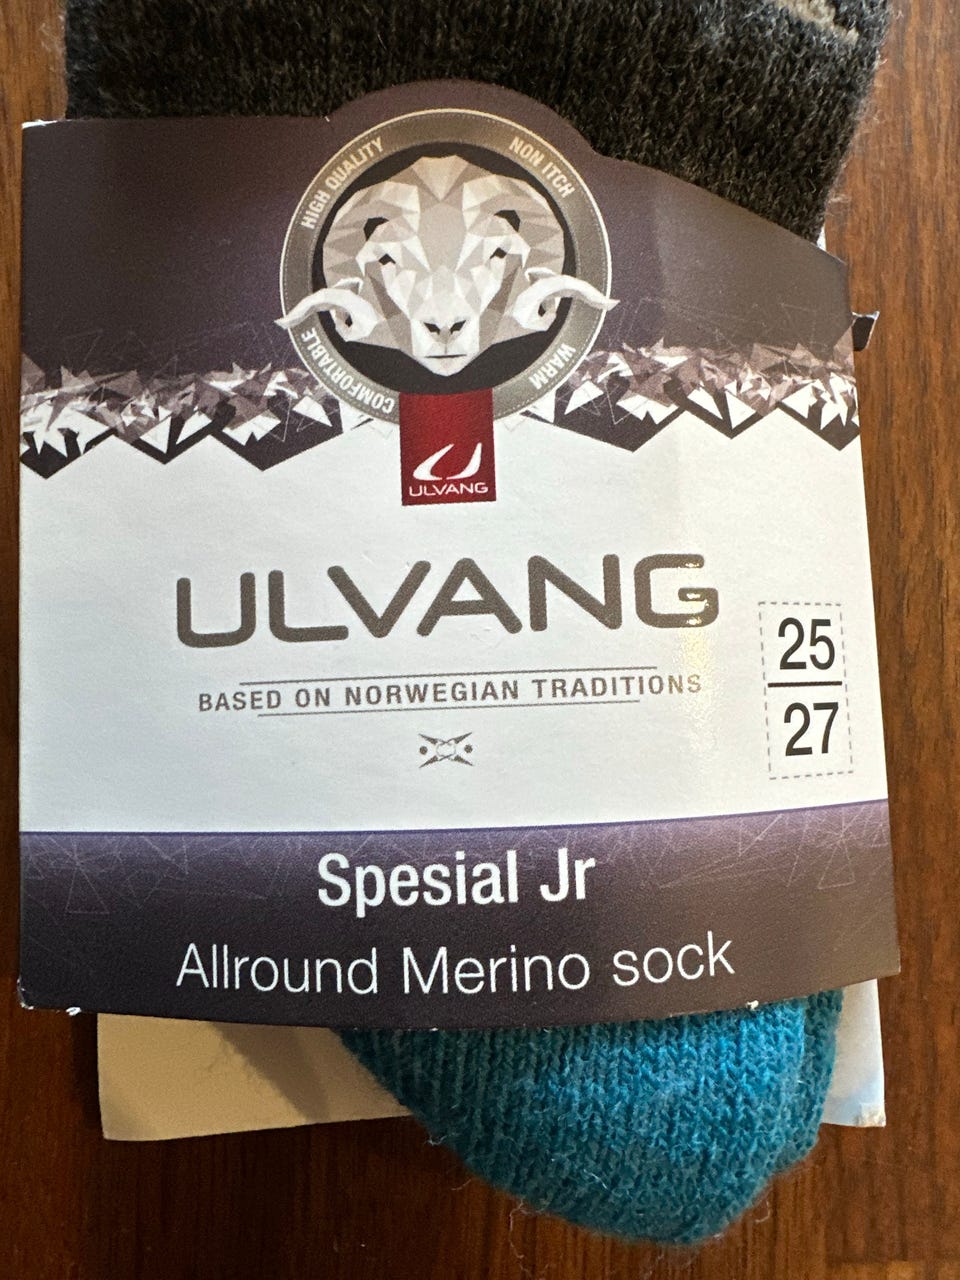 HIGH QUALITY
NON ITCH
COMFORTABLE
WARM
ULVANG
ULVANG
BASED ON NORWEGIAN TRADITIONS
25
27
Spesial Jr
Allround Merino sock